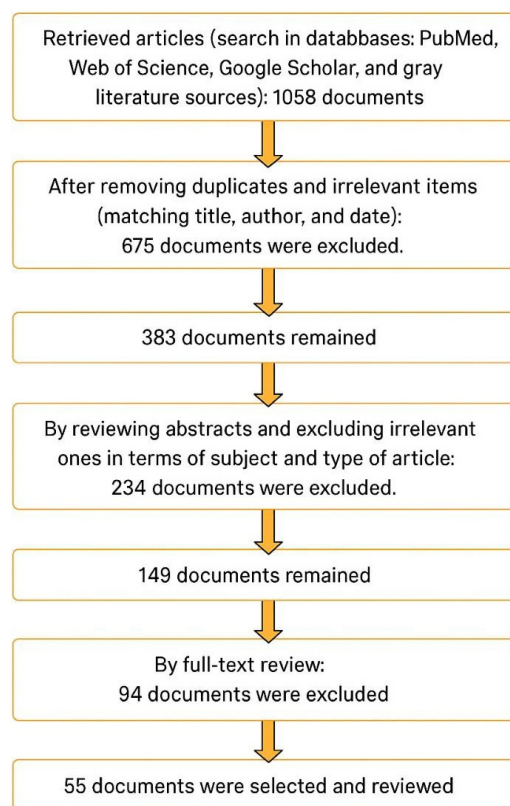 Retrieved articles (search in databbases: PubMed,
Web of Science, Google Scholar, and gray
literature sources): 1058 documents
After removing duplicates and irrelevant items
(matching title, author, and date):
675 documents were excluded.
383 documents remained
By reviewing abstracts and excluding irrelevant
ones in terms of subject and type of article:
234 documents were excluded.
149 documents remained
By full-text review:
94 documents were excluded
55 documents were selected and reviewed